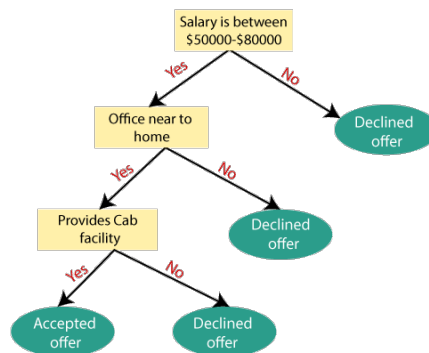 Salary is between
$50000-$80000
Yes
No
Office near to
home
Declined
offer
Yes
No
Provides Cab
facility
Declined
offer
Yes
No
Accepted
offer
Declined
offer